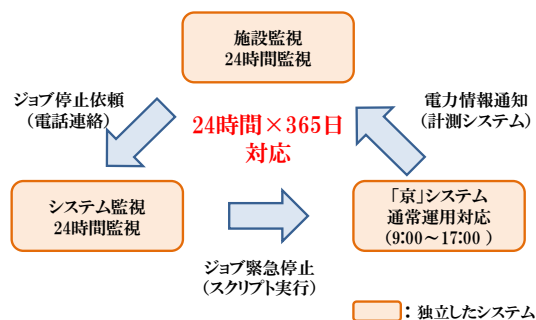 施設監視
24時間監視
ジョブ停止依頼
（電話連絡）
24時間×365日
対応
電力情報通知
（計測システム）
システム監視
24時間監視
「京」システム
通常運用対応
（9:00～17:00 ）
ジョブ緊急停止
（スクリプト実行）
：独立したシステム